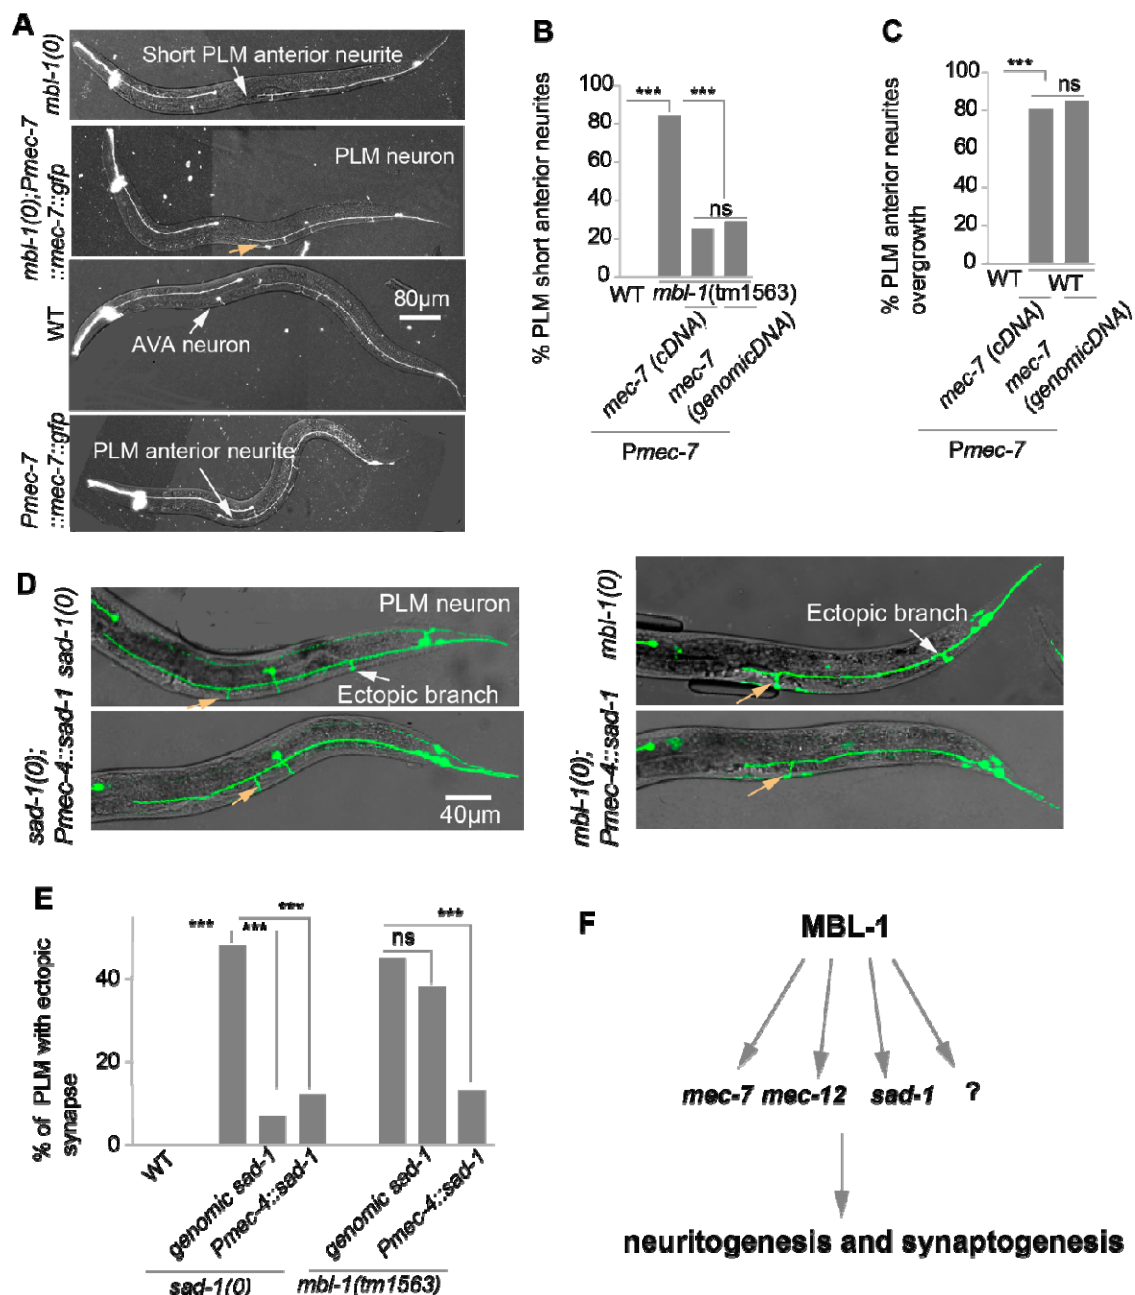 A
mbl-1(0)
Short PLM anterior neurite
mbl-1(0);Pmec-7
::mec-7::gfp
PLM neuron
WT
80µm
AVA neuron
Pmec-7
::mec-7::gfp
PLM anterior neurite
B
% PLM short anterior neurites
100
80
60
40
20
0
***
***
ns
WT
mbl-1(tm1563)
mec-7 (cDNA)
mec-7
(genomicDNA)
Pmec-7
C
% PLM anterior neurites
overgrowth
100
80
60
40
20
0
***
ns
WT
WT
mec-7 (cDNA)
mec-7
(genomicDNA)
Pmec-7
D
sad-1(0)
PLM neuron
Ectopic branch
sad-1(0);
Pmec-4::sad-1
40µm
mbl-1(0)
Ectopic branch
mbl-1(0);
Pmec-4::sad-1
E
% of PLM with ectopic
synapse
40
20
0
***
***
***
ns
***
WT
genomic sad-1
Pmec-4::sad-1
genomic sad-1
Pmec-4::sad-1
sad-1(0)
mbl-1(tm1563)
F
MBL-1
mec-7 mec-12 sad-1 ?
neuritogenesis and synaptogenesis